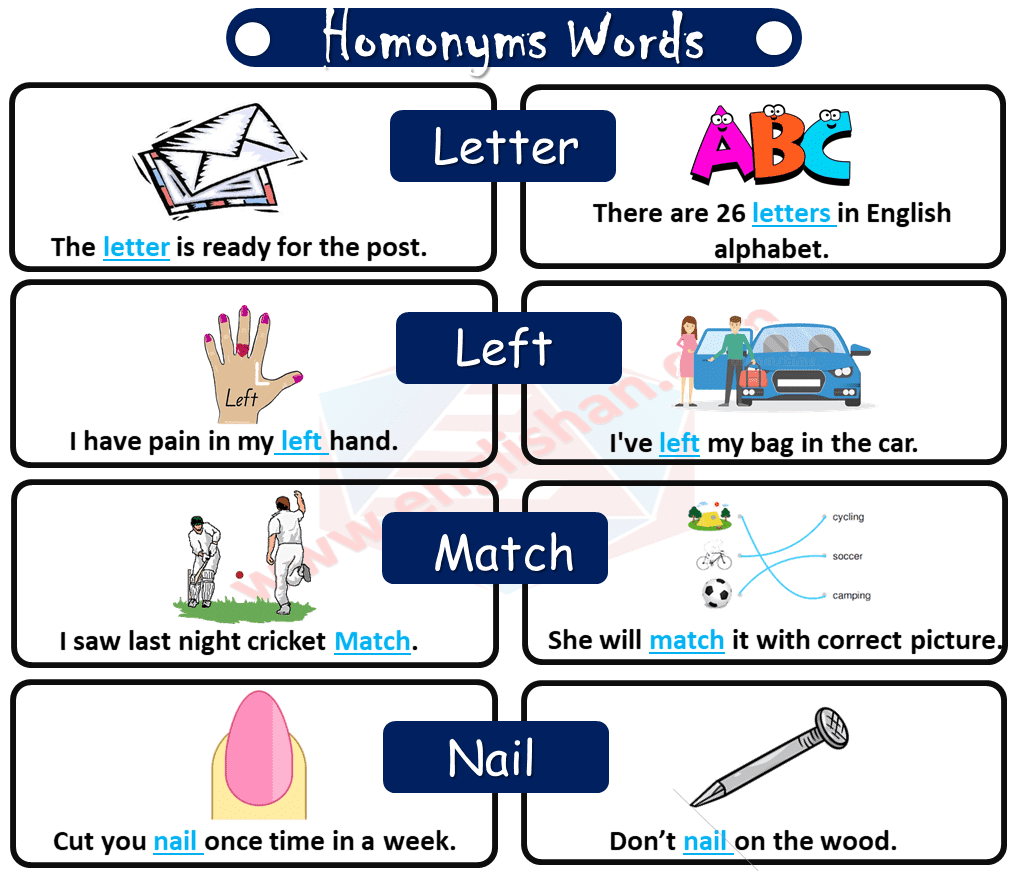 Homonyms Words
Letter
The letter is ready for the post.
ABC
There are 26 letters in English
alphabet.
Left
Left
L
I have pain in my left hand.
I've left my bag in the car.
Match
I saw last night cricket Match.
cycling
soccer
camping
She will match it with correct picture.
Nail
Cut you nail once time in a week.
Don't nail on the wood.